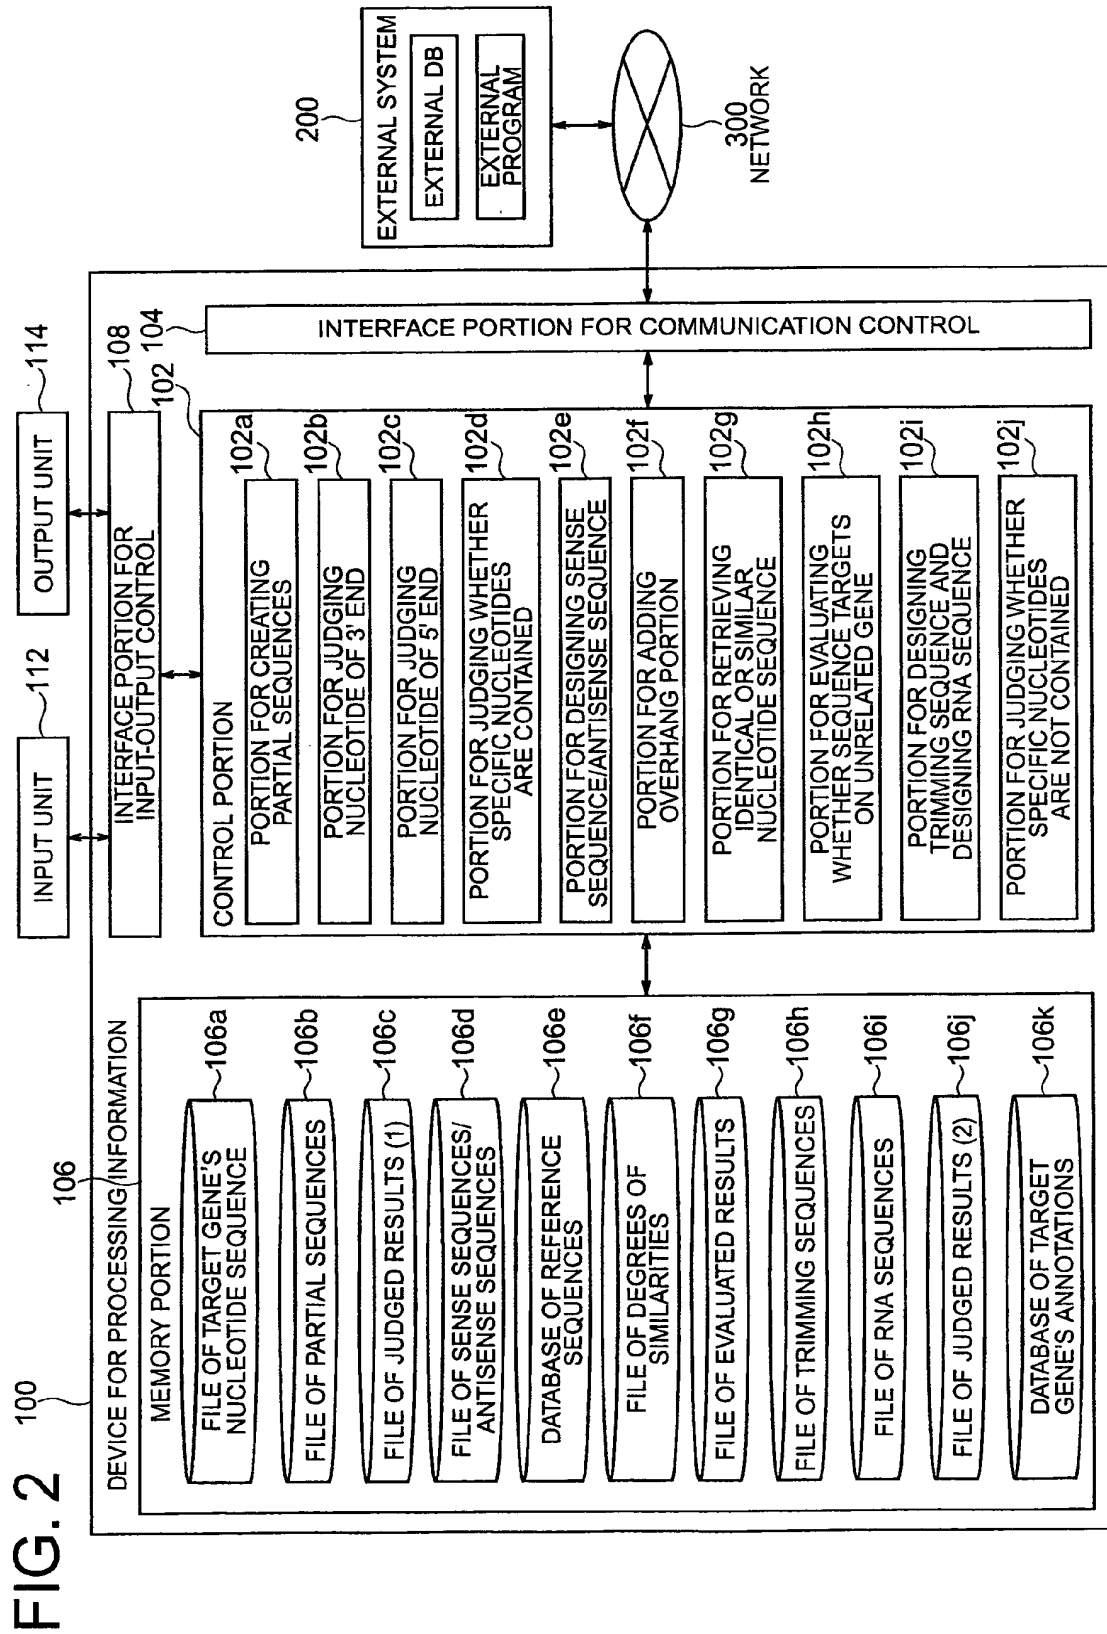 FIG. 2
100
DEVICE FOR PROCESSING INFORMATION
106
MEMORY PORTION
FILE OF TARGET GENE'S
NUCLEOTIDE SEQUENCE
106a
FILE OF PARTIAL SEQUENCES
106b
FILE OF JUDGED RESULTS (1)
106c
FILE OF SENSE SEQUENCES/
ANTISENSE SEQUENCES
106d
DATABASE OF REFERENCE
SEQUENCES
106e
FILE OF DEGREES OF
SIMILARITIES
106f
FILE OF EVALUATED RESULTS
106g
FILE OF TRIMMING SEQUENCES
106h
FILE OF RNA SEQUENCES
106i
FILE OF JUDGED RESULTS (2)
106j
DATABASE OF TARGET
GENE'S ANNOTATIONS
106k
INPUT UNIT
112
OUTPUT UNIT
114
INTERFACE PORTION FOR
INPUT-OUTPUT CONTROL
108
102
CONTROL PORTION
PORTION FOR CREATING
PARTIAL SEQUENCES
102a
PORTION FOR JUDGING
NUCLEOTIDE OF 3' END
102b
PORTION FOR JUDGING
NUCLEOTIDE OF 5' END
102c
PORTION FOR JUDGING WHETHER
SPECIFIC NUCLEOTIDES
ARE CONTAINED
102d
PORTION FOR DESIGNING SENSE
SEQUENCE/ANTISENSE SEQUENCE
102e
PORTION FOR ADDING
OVERHANG PORTION
102f
PORTION FOR RETRIEVING
IDENTICAL OR SIMILAR
NUCLEOTIDE SEQUENCE
102g
PORTION FOR EVALUATING
WHETHER SEQUENCE TARGETS
ON UNRELATED GENE
102h
PORTION FOR DESIGNING
TRIMMING SEQUENCE AND
DESIGNING RNA SEQUENCE
102i
PORTION FOR JUDGING WHETHER
SPECIFIC NUCLEOTIDES
ARE NOT CONTAINED
102j
104
INTERFACE PORTION FOR COMMUNICATION CONTROL
200
EXTERNAL SYSTEM
EXTERNAL DB
EXTERNAL
PROGRAM
300
NETWORK